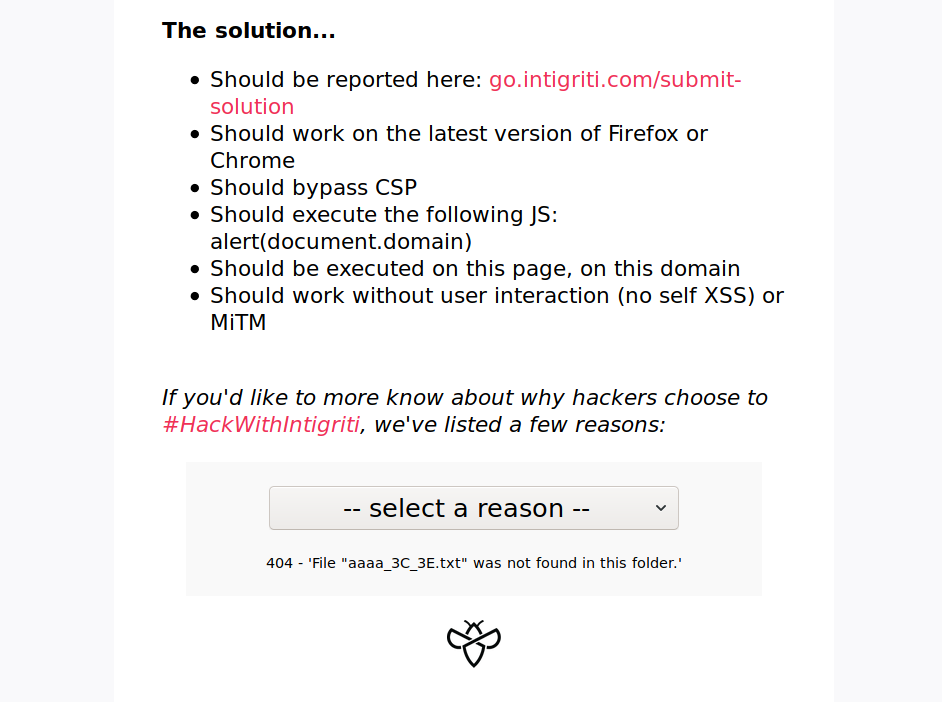 The solution...
Should be reported here: go.intigriti.com/submit-
solution
Should work on the latest version of Firefox or
Chrome
Should bypass CSP
Should execute the following JS:
alert(document.domain)
Should be executed on this page, on this domain
Should work without user interaction (no self XSS) or
MiTM
If you'd like to more know about why hackers choose to
#HackWithIntigriti, we've listed a few reasons:
-- select a reason --
404 - 'File "aaaa_3C_3E.txt" was not found in this folder.'